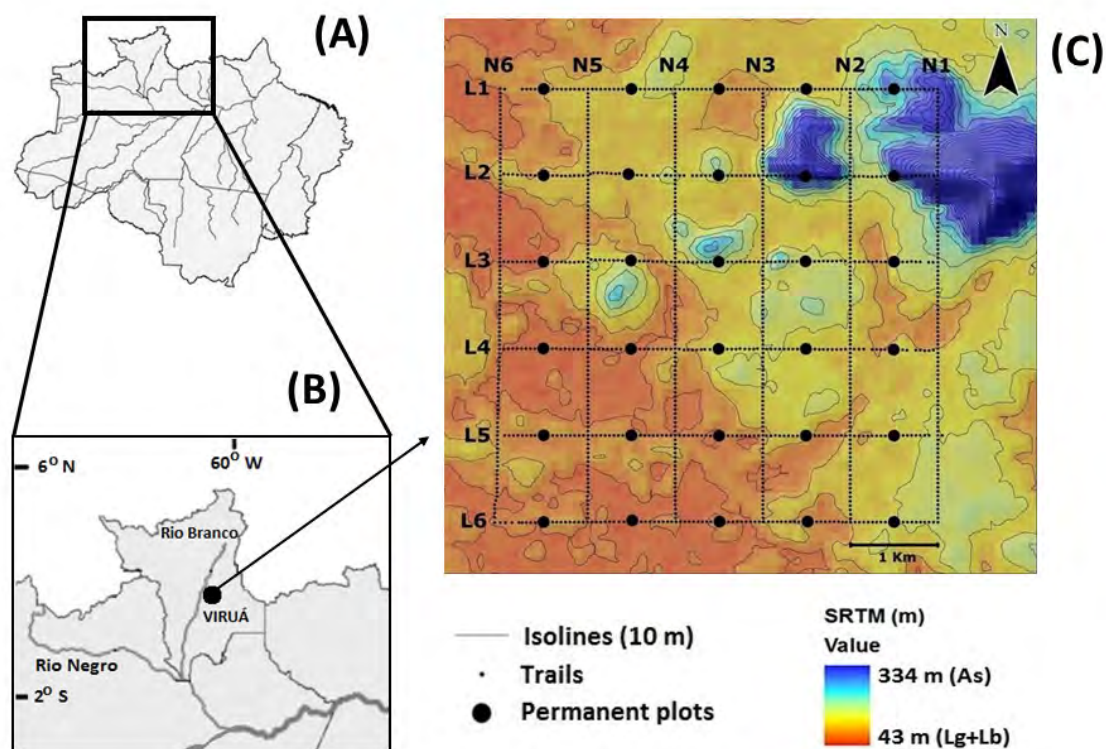 (A)
(B)
6° N
60° W
Rio Branco
VIRUÁ
Rio Negro
2° S
(C)
N
N6 N5 N4 N3 N2 N1
L1
L2
L3
L4
L5
L6
1 Km
Isolines (10 m)
Trails
Permanent plots
SRTM (m)
Value
334 m (As)
43 m (Lg+Lb)